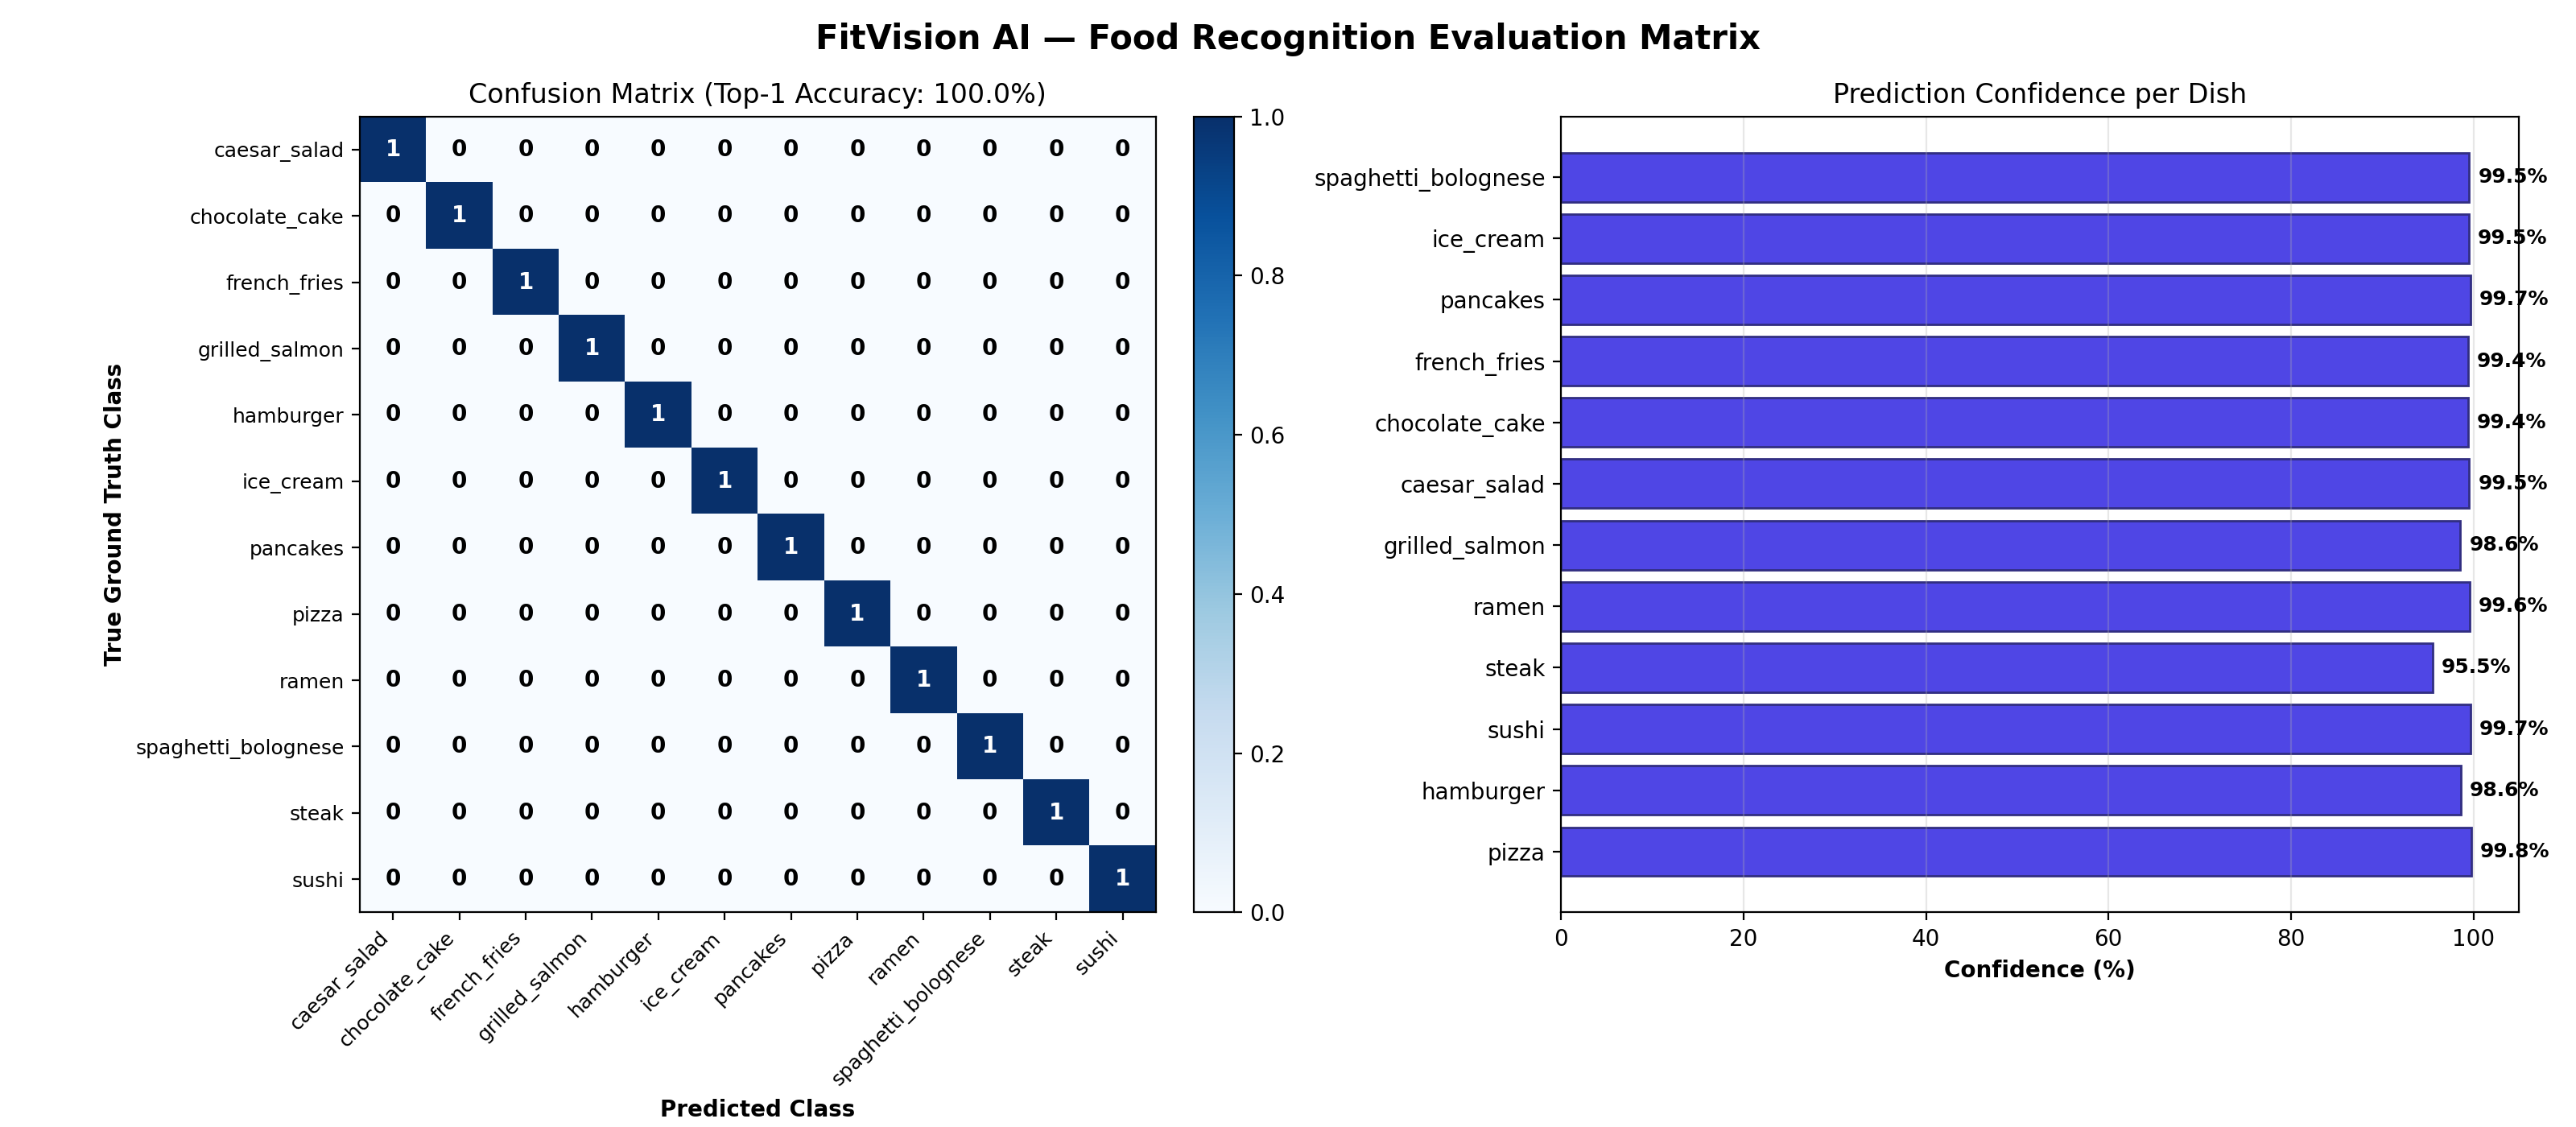 FitVision AI — Food Recognition Evaluation Matrix
Confusion Matrix (Top-1 Accuracy: 100.0%)
True Ground Truth Class
caesar_salad 1 0 0 0 0 0 0 0 0 0 0 0
chocolate_cake 0 1 0 0 0 0 0 0 0 0 0 0
french_fries 0 0 1 0 0 0 0 0 0 0 0 0
grilled_salmon 0 0 0 1 0 0 0 0 0 0 0 0
hamburger 0 0 0 0 1 0 0 0 0 0 0 0
ice_cream 0 0 0 0 0 1 0 0 0 0 0 0
pancakes 0 0 0 0 0 0 1 0 0 0 0 0
pizza 0 0 0 0 0 0 0 1 0 0 0 0
ramen 0 0 0 0 0 0 0 0 1 0 0 0
spaghetti_bolognese 0 0 0 0 0 0 0 0 0 1 0 0
steak 0 0 0 0 0 0 0 0 0 0 1 0
sushi 0 0 0 0 0 0 0 0 0 0 0 1
caesar_salad
chocolate_cake
french_fries
grilled_salmon
hamburger
ice_cream
pancakes
pizza
ramen
spaghetti_bolognese
steak
sushi
Predicted Class
1.0
0.8
0.6
0.4
0.2
0.0
Prediction Confidence per Dish
spaghetti_bolognese 99.5%
ice_cream 99.5%
pancakes 99.7%
french_fries 99.4%
chocolate_cake 99.4%
caesar_salad 99.5%
grilled_salmon 98.6%
ramen 99.6%
steak 95.5%
sushi 99.7%
hamburger 98.6%
pizza 99.8%
0 20 40 60 80 100
Confidence (%)